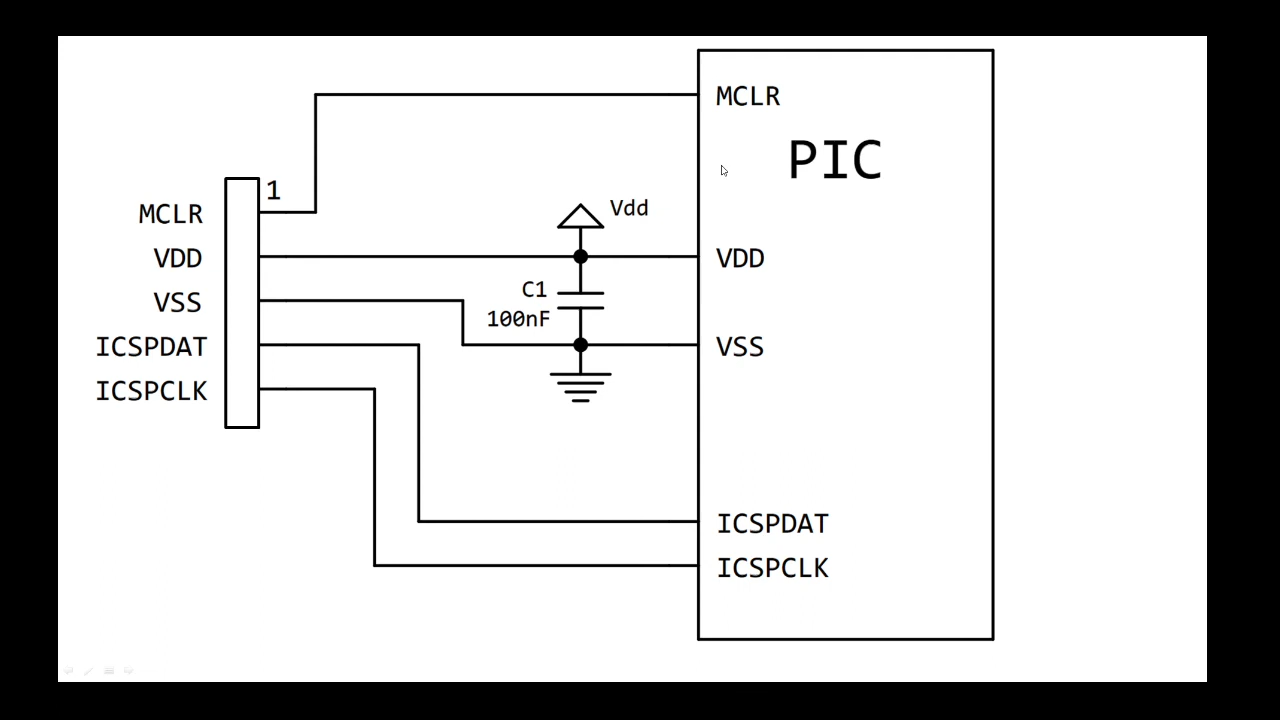 MCLR
PIC
1
MCLR
Vdd
VDD
VDD
C1
VSS
100nF
ICSPDAT
VSS
ICSPCLK
ICSPDAT
ICSPCLK